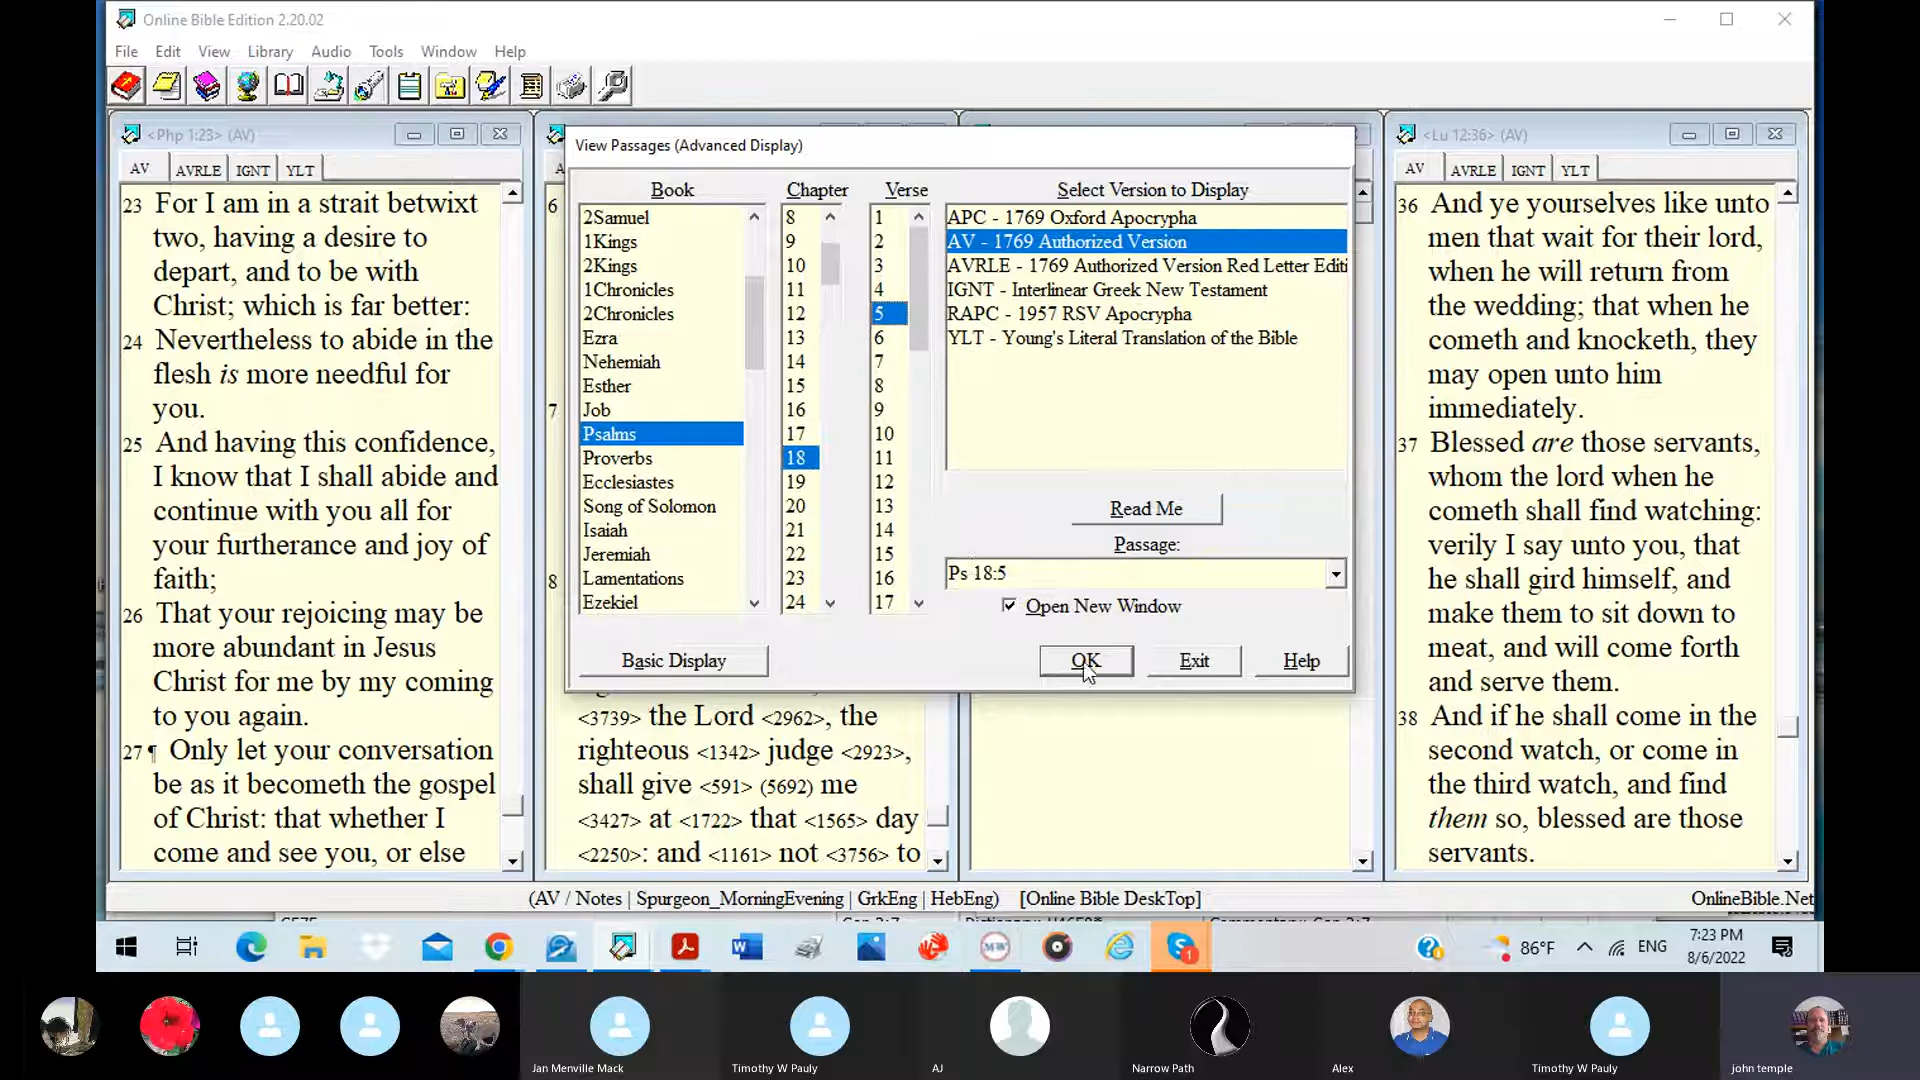 Online Bible Edition 2.20.02
File Edit View Library Audio Tools Window Help
<Php 1:23> (AV)
AV AVRLE IGNT YLT
23 For I am in a strait betwixt
two, having a desire to
depart, and to be with
Christ; which is far better:
24 Nevertheless to abide in the
flesh is more needful for
you.
25 And having this confidence,
I know that I shall abide and
continue with you all for
your furtherance and joy of
faith;
26 That your rejoicing may be
more abundant in Jesus
Christ for me by my coming
to you again.
27 ¶ Only let your conversation
be as it becometh the gospel
of Christ: that whether I
come and see you, or else
6
7
8
<3739> the Lord <2962>, the
righteous <1342> judge <2923>,
shall give <591> (5692) me
<3427> at <1722> that <1565> day
<2250>: and <1161> not <3756> to
View Passages (Advanced Display)
Book
2Samuel
1Kings
2Kings
1Chronicles
2Chronicles
Ezra
Nehemiah
Esther
Job
Psalms
Proverbs
Ecclesiastes
Song of Solomon
Isaiah
Jeremiah
Lamentations
Ezekiel
Chapter
8
9
10
11
12
13
14
15
16
17
18
19
20
21
22
23
24
Verse
1
2
3
4
5
6
7
8
9
10
11
12
13
14
15
16
17
Select Version to Display
APC - 1769 Oxford Apocrypha
AV - 1769 Authorized Version
AVRLE - 1769 Authorized Version Red Letter Editi
IGNT - Interlinear Greek New Testament
RAPC - 1957 RSV Apocrypha
YLT - Young's Literal Translation of the Bible
Read Me
Passage:
Ps 18:5
Open New Window
Basic Display
OK
Exit
Help
<Lu 12:36> (AV)
AV AVRLE IGNT YLT
36 And ye yourselves like unto
men that wait for their lord,
when he will return from
the wedding; that when he
cometh and knocketh, they
may open unto him
immediately.
37 Blessed are those servants,
whom the lord when he
cometh shall find watching:
verily I say unto you, that
he shall gird himself, and
make them to sit down to
meat, and will come forth
and serve them.
38 And if he shall come in the
second watch, or come in
the third watch, and find
them so, blessed are those
servants.
(AV / Notes | Spurgeon_MorningEvening | GrkEng | HebEng) [Online Bible DeskTop]
OnlineBible.Net
86°F
ENG
7:23 PM
8/6/2022
Jan Menville Mack
Timothy W Pauly
AJ
Narrow Path
Alex
Timothy W Pauly
john temple